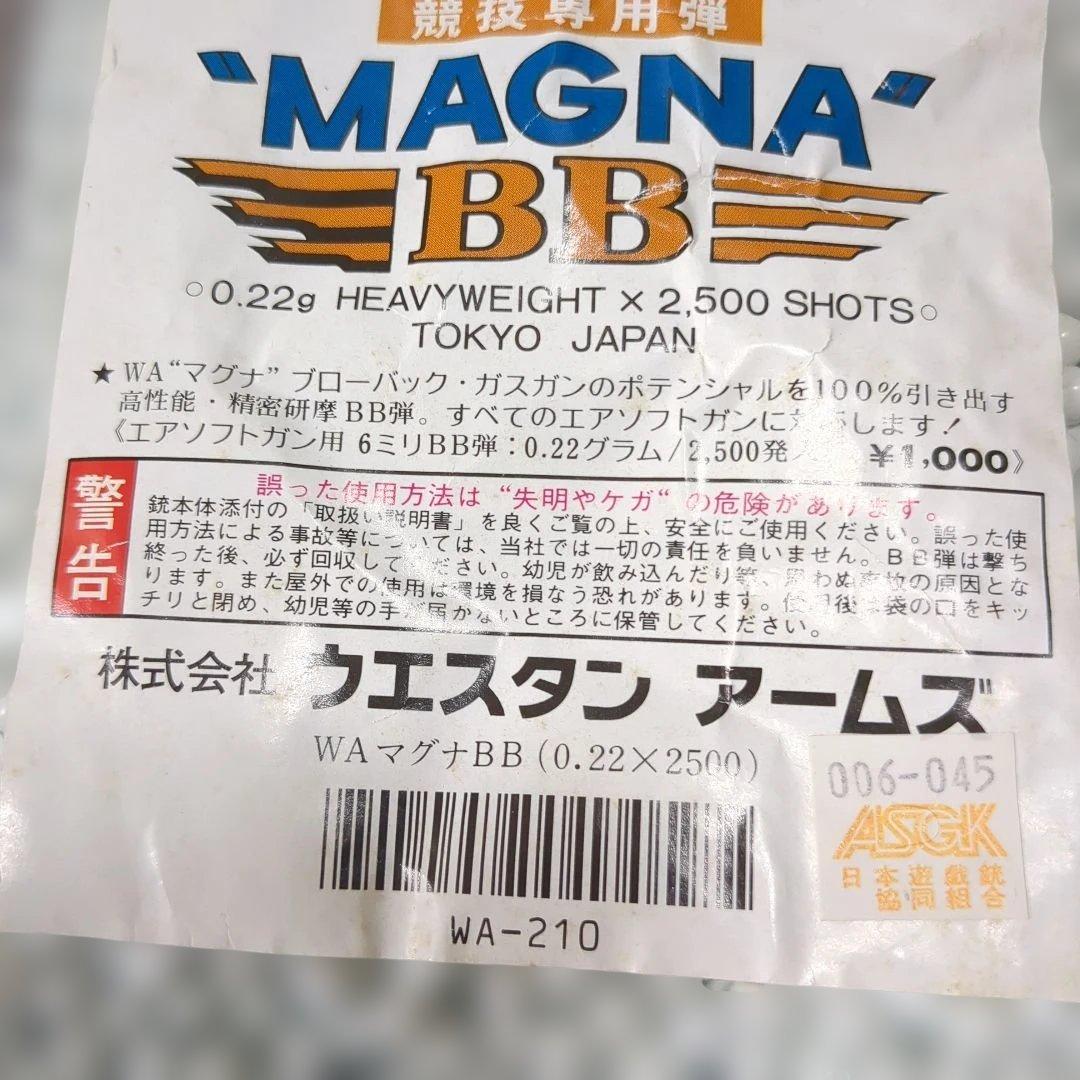 競技専用弾
"MAGNA"
BB
○0.22g HEAVYWEIGHT × 2,500 SHOTS○
TOKYO JAPAN
★WA“マグナ”ブローバック・ガスガンのポテンシャルを100%引き出す
高性能・精密研摩BB弾。すべてのエアソフトガンに対応します!
《エアソフトガン用 6ミリBB弾:0.22グラム/2,500発入 ¥1,000》
警告
誤った使用方法は“失明やケガ“の危険があります。
銃本体添付の「取扱い説明書」を良くご覧の上、安全にご使用ください。誤った使
用方法による事故等については、当社では一切の責任を負いません。BB弾は撃ち
終った後、必ず回収してください。幼児が飲み込んだり等、思わぬ事故の原因とな
ります。また屋外での使用は環境を損なう恐れがあります。使用後は袋の口をキッ
チリと閉め、幼児等の手が届かないところに保管してください。
株式会社 ウエスタン アームズ
WAマグナBB(0.22×2500)
006-045
ASGK
日本遊戯銃
協同組合
WA-210